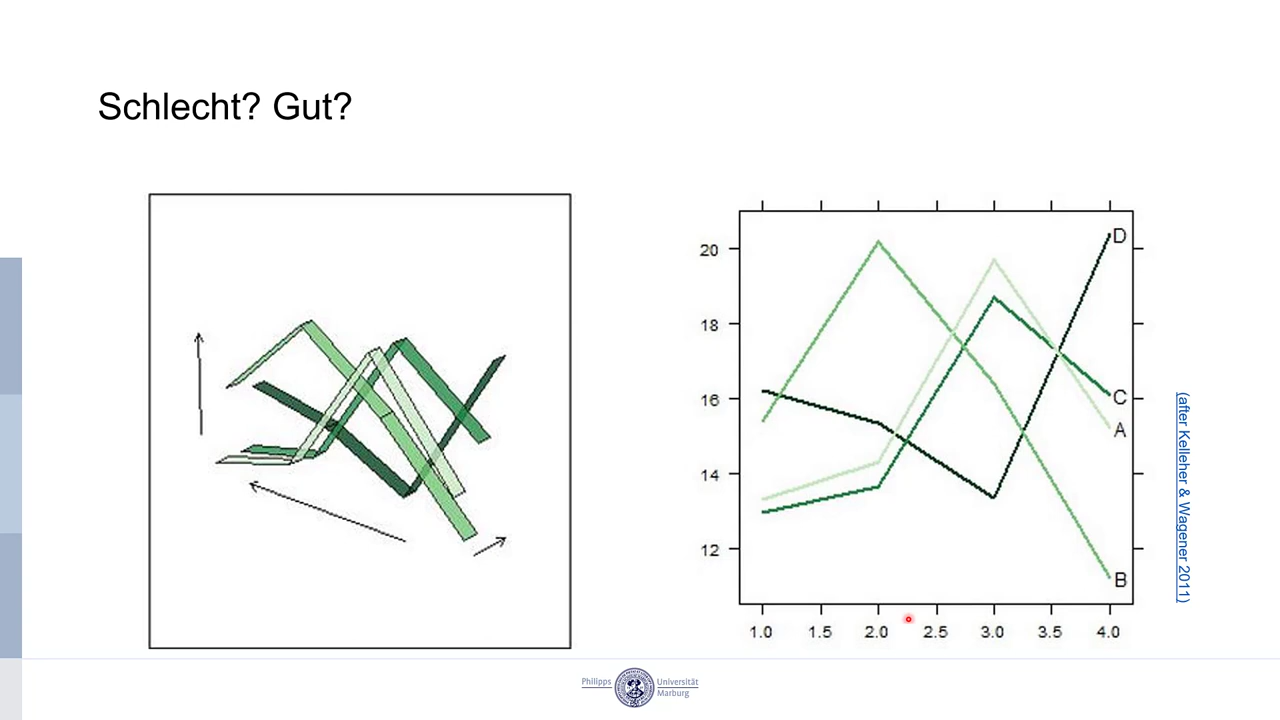 Schlecht? Gut?
20
18
16
14
12
D
C
A
B
1.0 1.5 2.0 2.5 3.0 3.5 4.0
(after Kelleher & Wagener 2011)
Philipps Universität
Marburg